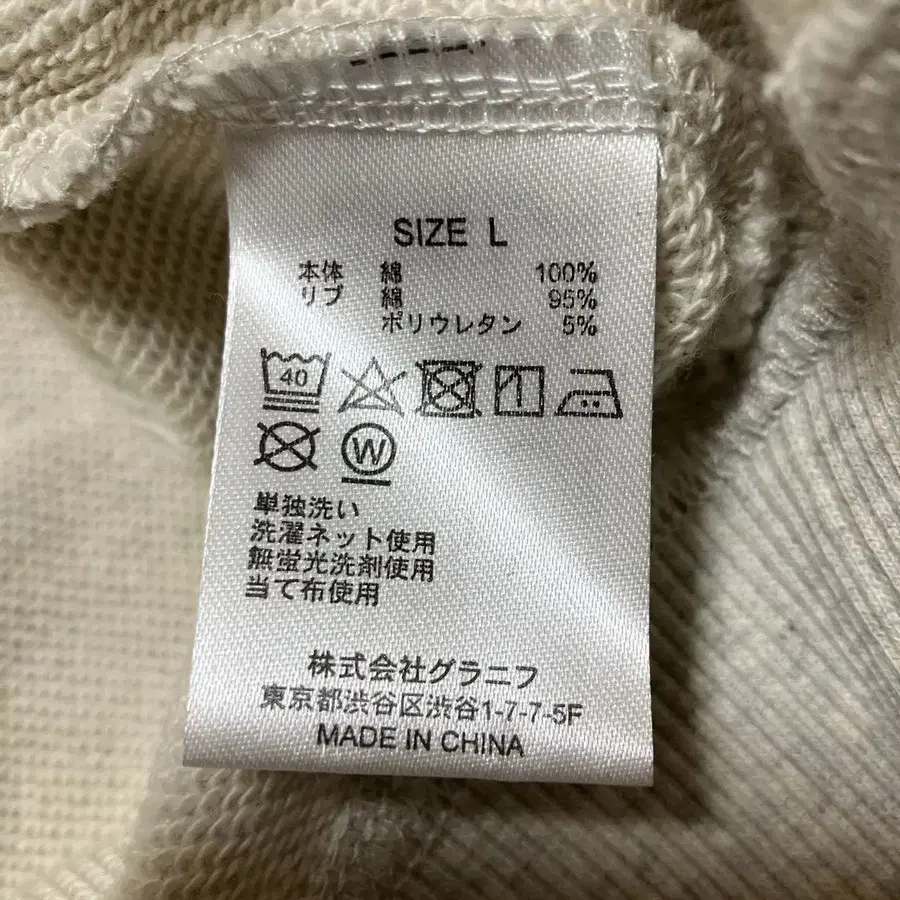 SIZE L
本体 綿 100%
リブ 綿 95%
ポリウレタン 5%
40
W
単独洗い
洗濯ネット使用
無蛍光洗剤使用
当て布使用
株式会社グラニフ
東京都渋谷区渋谷1-7-7-5F
MADE IN CHINA